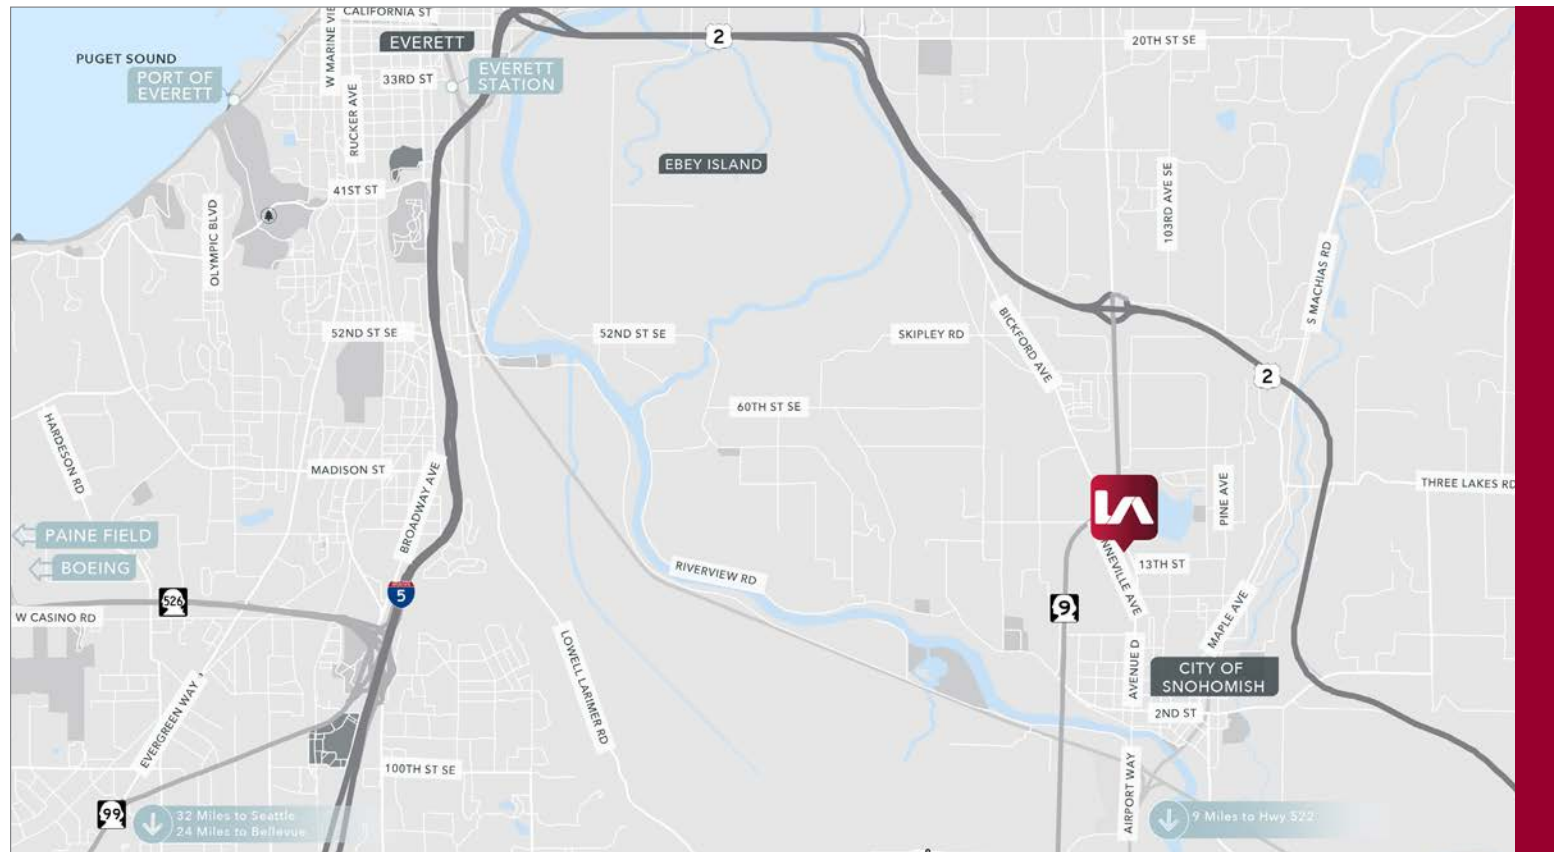 CALIFORNIA ST
W MARINE VIE
EVERETT
2
20TH ST SE
PUGET SOUND
PORT OF
EVERETT
33RD ST
EVERETT
STATION
RUCKER AVE
EBEY ISLAND
41ST ST
103RD AVE SE
OLYMPIC BLVD
S MACHIAS RD
52ND ST SE
52ND ST SE
SKIPLEY RD
BICKFORD AVE
2
60TH ST SE
HARDESON RD
MADISON ST
BROADWAY AVE
PINE AVE
THREE LAKES RD
PAINE FIELD
BOEING
NNEVILLE AVE
13TH ST
RIVERVIEW RD
5
526
9
W CASINO RD
MAPLE AVE
LOWELL LARIMER RD
AVENUE D
CITY OF
SNOHOMISH
EVERGREEN WAY
2ND ST
100TH ST SE
AIRPORT WAY
99
32 Miles to Seattle
24 Miles to Bellevue
9 Miles to Hwy 522